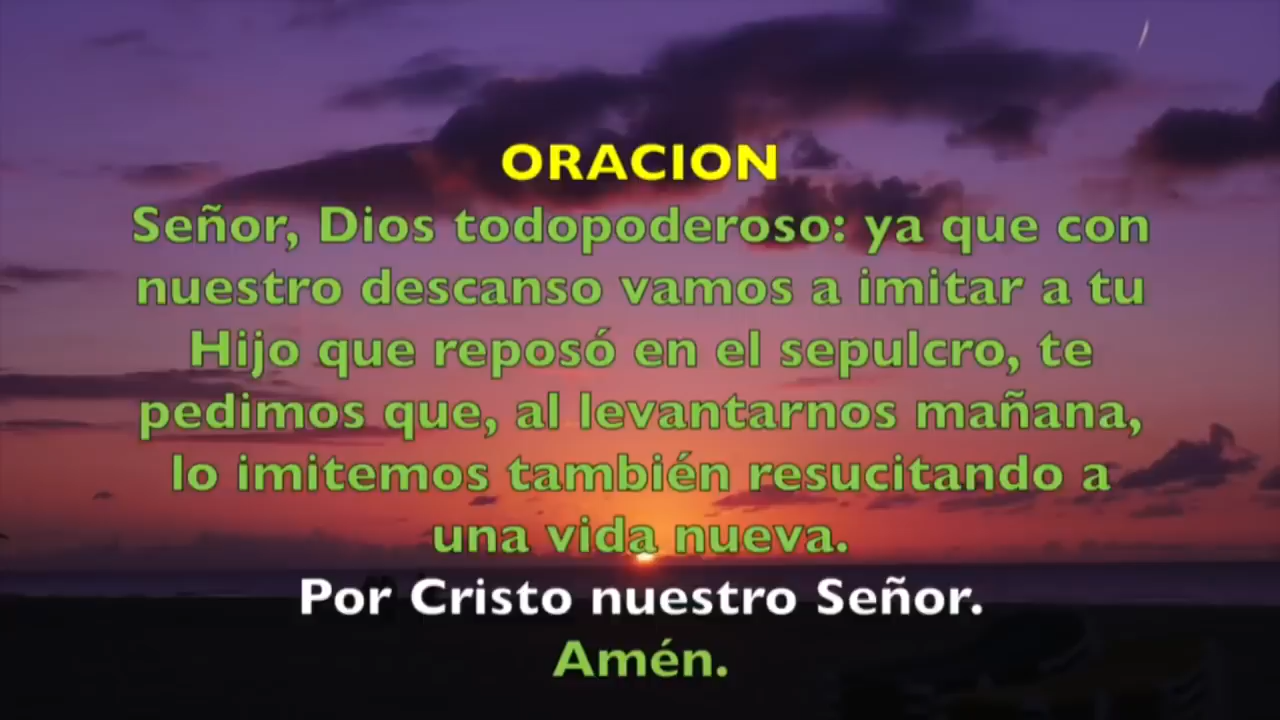 ORACION
Señor, Dios todopoderoso: ya que con
nuestro descanso vamos a imitar a tu
Hijo que reposó en el sepulcro, te
pedimos que, al levantarnos mañana,
lo imitemos también resucitando a
una vida nueva.
Por Cristo nuestro Señor.
Amén.